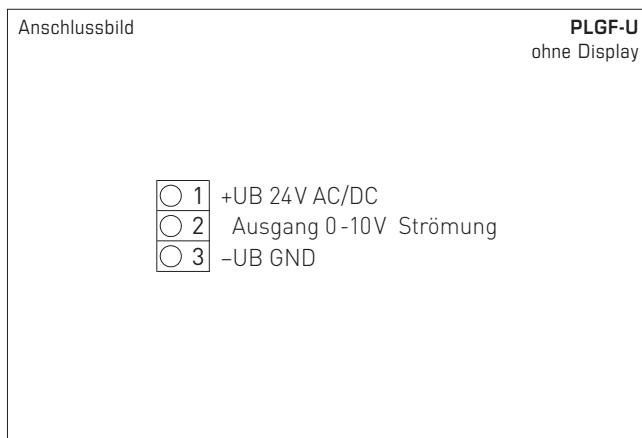 Anschlussbild
PLGF-U
ohne Display
1 +UB 24V AC/DC
2 Ausgang 0-10V Strömung
3 –UB GND